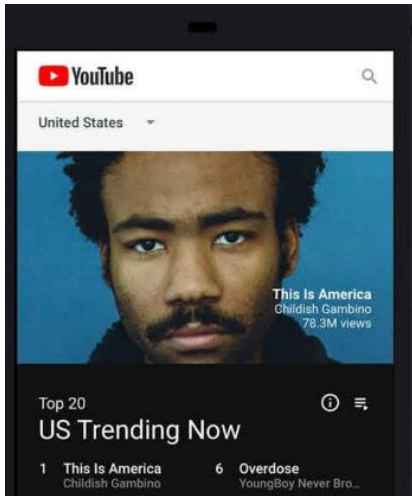 YouTube
United States
This Is America
Childish Gambino
78.3M views
Top 20
US Trending Now
1 This Is America
Childish Gambino
6 Overdose
YoungBoy Never Bro...